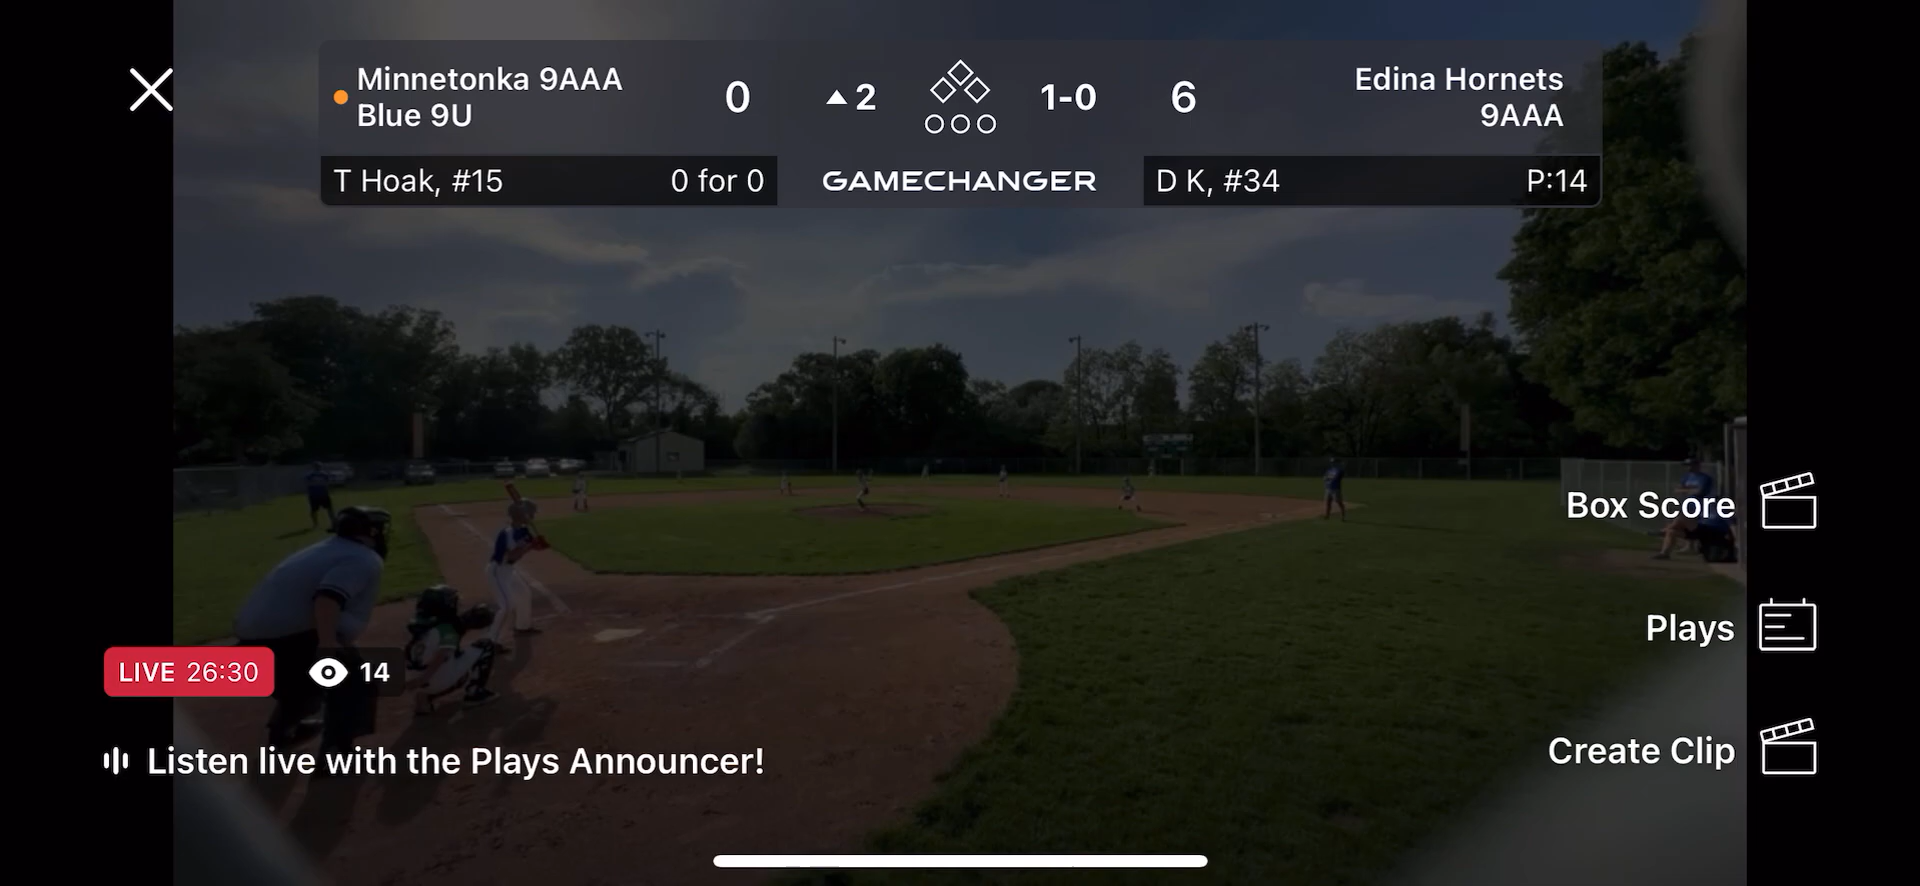 Minnetonka 9AAA
Blue 9U
0
2
1-0
6
Edina Hornets
9AAA
T Hoak, #15
0 for 0
GAMECHANGER
D K, #34
P:14
Box Score
Plays
LIVE 26:30
14
Create Clip
Listen live with the Plays Announcer!